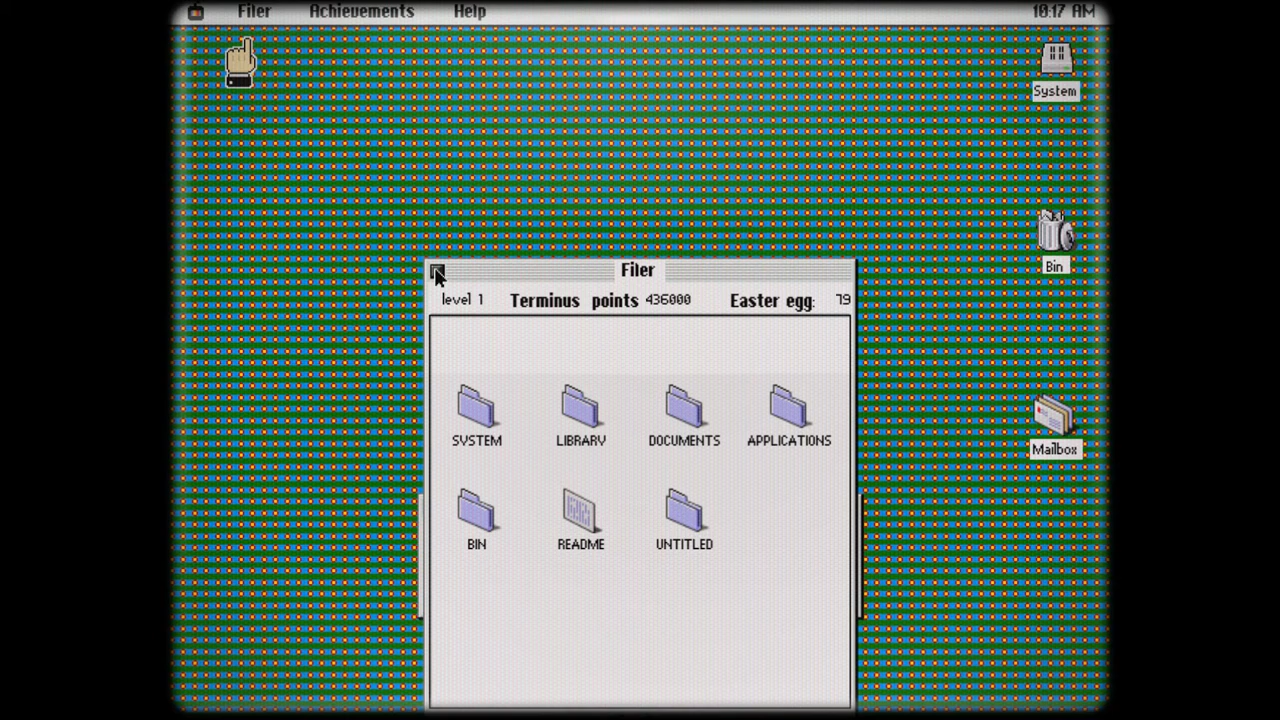 Filer Achievements Help 10:17 AM
System
Bin
Filer
level 1 Terminus points 436000 Easter egg: 79
SYSTEM LIBRARY DOCUMENTS APPLICATIONS
Mailbox
BIN README UNTITLED